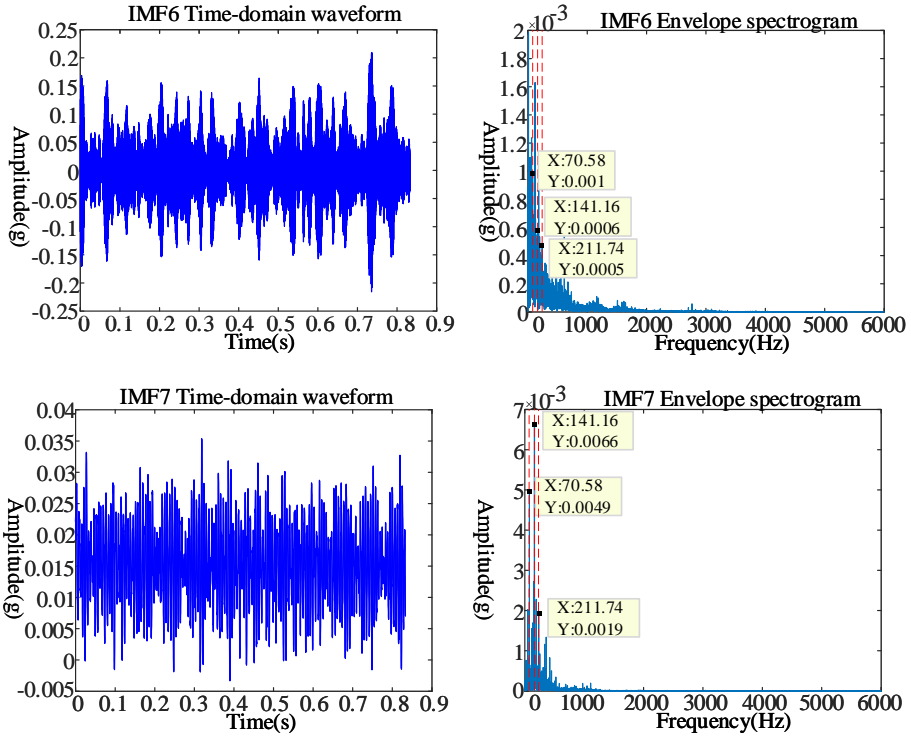 IMF6 Time-domain waveform
0.25
0.2
0.15
0.1
0.05
0
-0.05
-0.1
-0.15
-0.2
-0.25
Amplitude(g)
0 0.1 0.2 0.3 0.4 0.5 0.6 0.7 0.8 0.9
Time(s)
IMF6 Envelope spectrogram
×10-3
2
1.8
1.6
1.4
1.2
1
0.8
0.6
0.4
0.2
0
Amplitude(g)
X:70.58
Y:0.001
X:141.16
Y:0.0006
X:211.74
Y:0.0005
0 1000 2000 3000 4000 5000 6000
Frequency(Hz)
IMF7 Time-domain waveform
0.04
0.035
0.03
0.025
0.02
0.015
0.01
0.005
0
-0.005
Amplitude(g)
0 0.1 0.2 0.3 0.4 0.5 0.6 0.7 0.8 0.9
Time(s)
IMF7 Envelope spectrogram
×10-3
7
6
5
4
3
2
1
0
Amplitude(g)
X:141.16
Y:0.0066
X:70.58
Y:0.0049
X:211.74
Y:0.0019
0 1000 2000 3000 4000 5000 6000
Frequency(Hz)